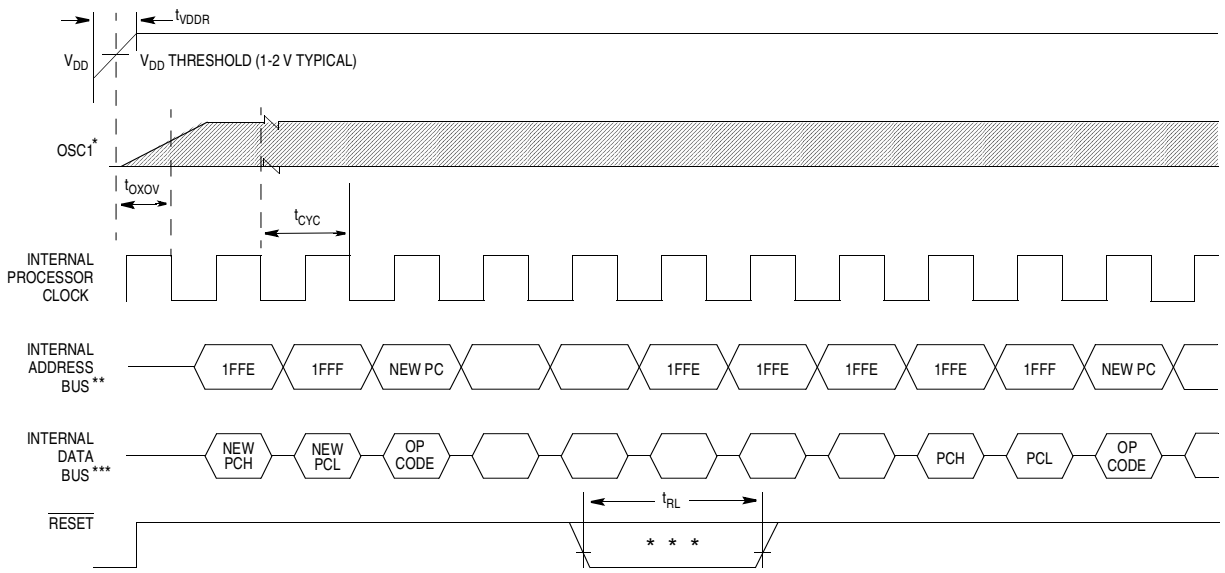 tVDDR
VDD
VDD THRESHOLD (1-2 V TYPICAL)
OSC1*
tOXOV
tCYC
INTERNAL
PROCESSOR
CLOCK
INTERNAL
ADDRESS
BUS**
1FFE 1FFF NEW PC 1FFE 1FFE 1FFE 1FFE 1FFF NEW PC
INTERNAL
DATA
BUS***
NEW
PCH
NEW
PCL
OP
CODE
PCH
PCL
OP
CODE
tRL
RESET
* * *